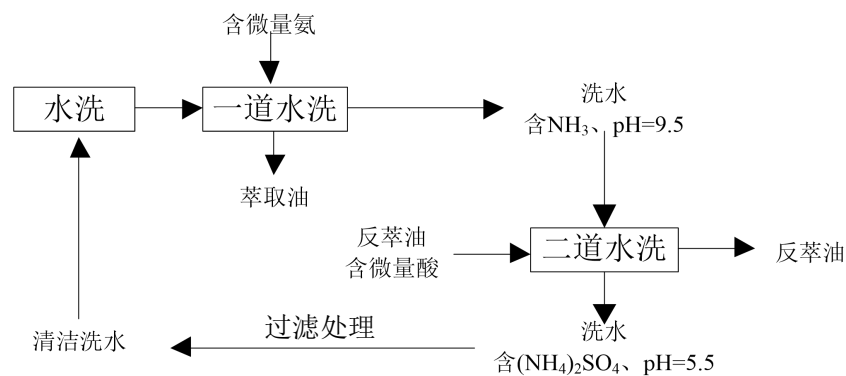 含微量氨
水洗
一道水洗
洗水
含NH₃、pH=9.5
萃取油
反萃油
含微量酸
二道水洗
反萃油
清洁洗水
过滤处理
洗水
含(NH₄)₂SO₄、pH=5.5